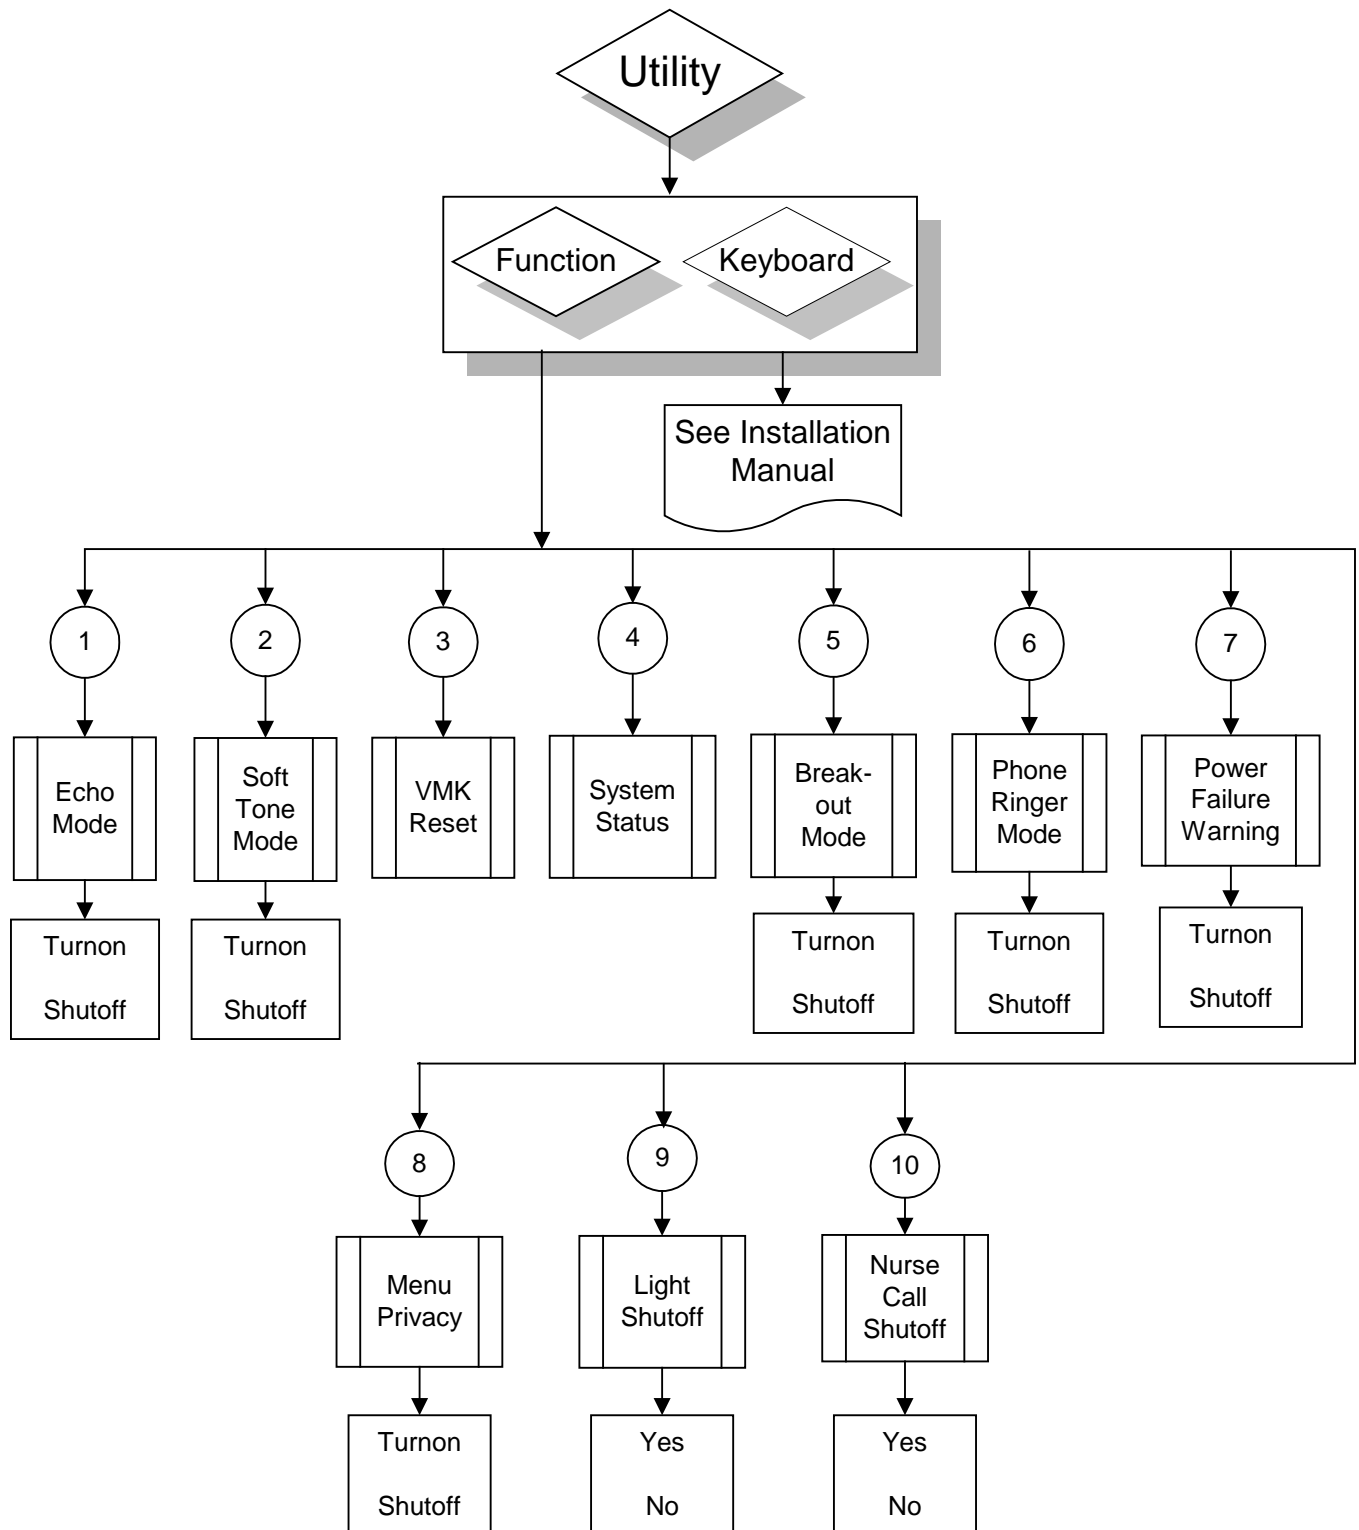 Utility
Function
Keyboard
See Installation
Manual
1
2
3
4
5
6
7
Echo
Mode
Soft
Tone
Mode
VMK
Reset
System
Status
Break-
out
Mode
Phone
Ringer
Mode
Power
Failure
Warning
Turnon
Shutoff
Turnon
Shutoff
Turnon
Shutoff
Turnon
Shutoff
Turnon
Shutoff
8
9
10
Menu
Privacy
Light
Shutoff
Nurse
Call
Shutoff
Turnon
Shutoff
Yes
No
Yes
No